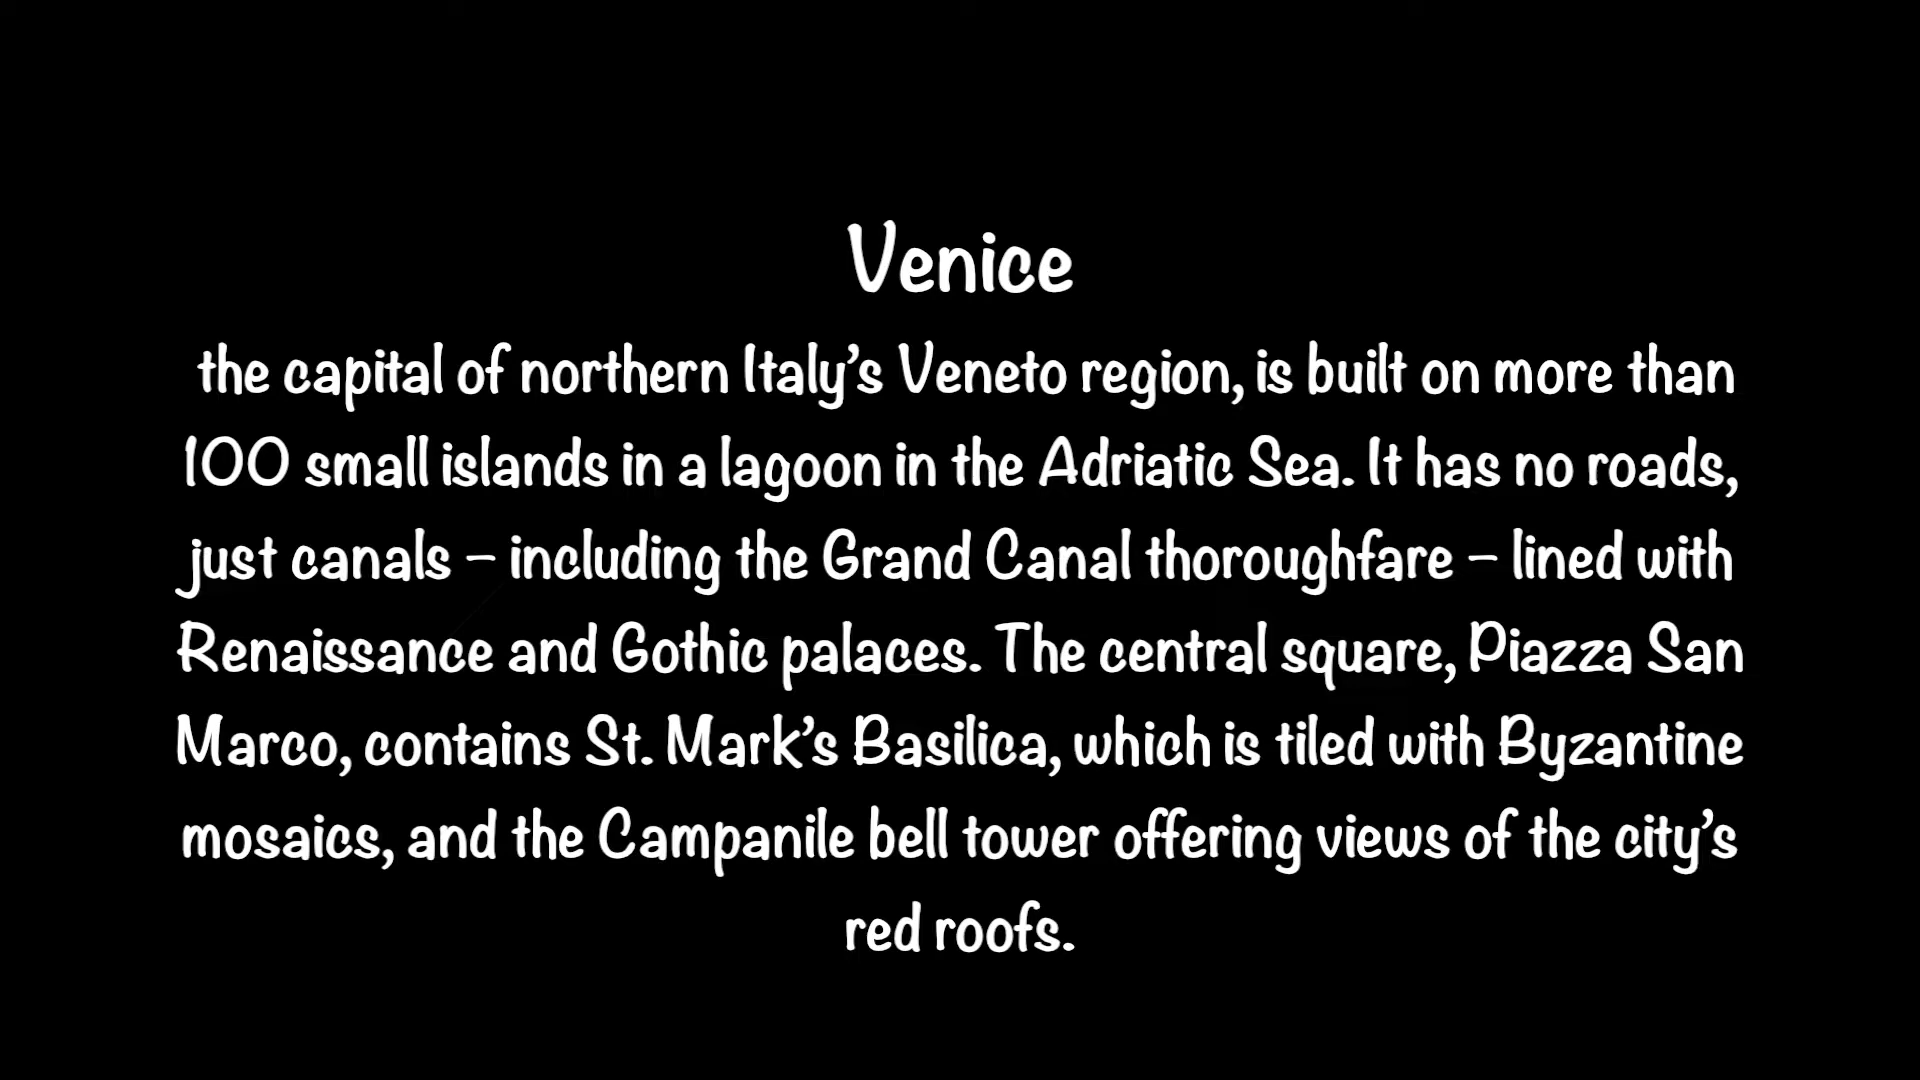 Venice
the capital of northern Italy’s Veneto region, is built on more than
100 small islands in a lagoon in the Adriatic Sea. It has no roads,
just canals – including the Grand Canal thoroughfare – lined with
Renaissance and Gothic palaces. The central square, Piazza San
Marco, contains St. Mark’s Basilica, which is tiled with Byzantine
mosaics, and the Campanile bell tower offering views of the city’s
red roofs.